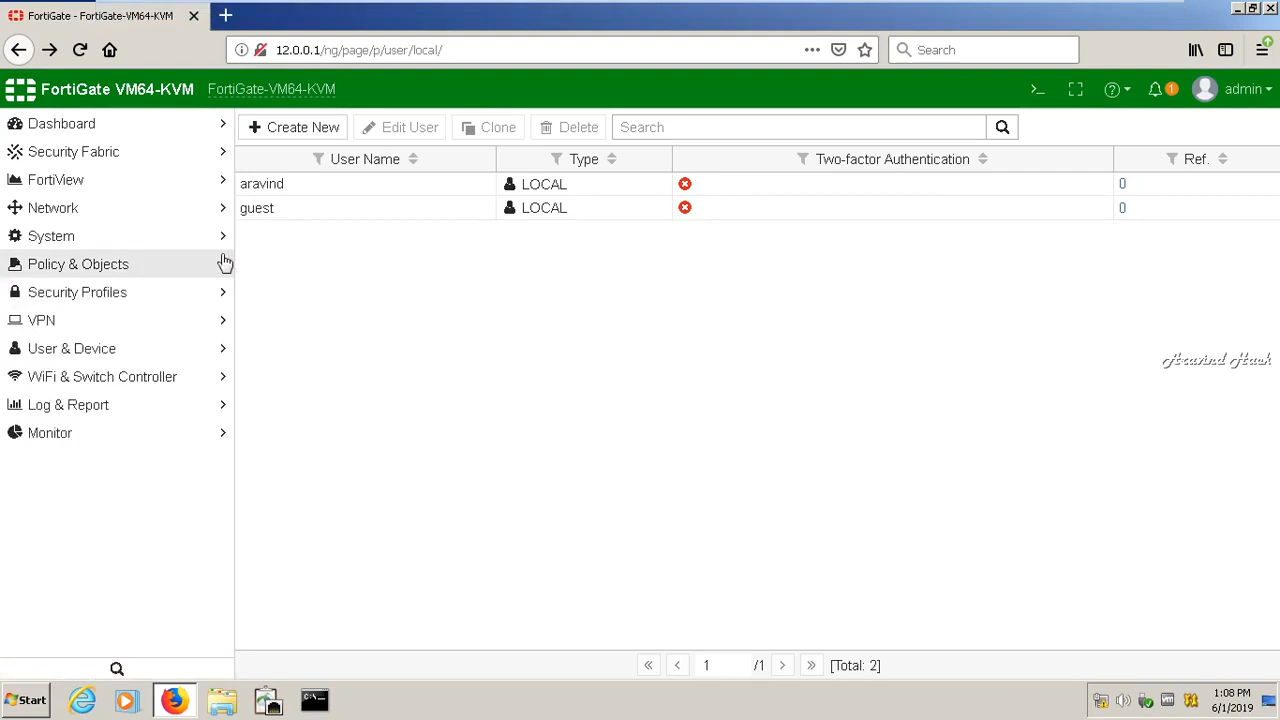 FortiGate - FortiGate-VM64-KVM
12.0.0.1/ng/page/p/user/local/
Search
FortiGate VM64-KVM
FortiGate-VM64-KVM
1
admin
Dashboard
Security Fabric
FortiView
Network
System
Policy & Objects
Security Profiles
VPN
User & Device
WiFi & Switch Controller
Log & Report
Monitor
Create New
Edit User
Clone
Delete
Search
User Name
Type
Two-factor Authentication
Ref.
aravind
LOCAL
0
guest
LOCAL
0
Aravind Hask
1
/1
[Total: 2]
Start
1:08 PM
6/1/2019